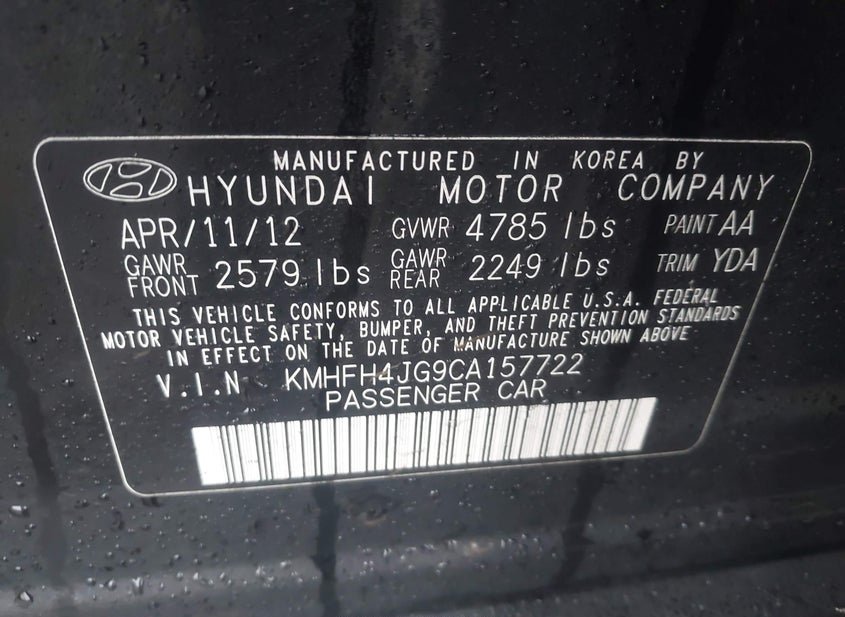 MANUFACTURED IN KOREA BY
HYUNDAI MOTOR COMPANY
APR/11/12 GVWR 4785 lbs PAINT AA
GAWR FRONT 2579 lbs GAWR REAR 2249 lbs TRIM YDA
THIS VEHICLE CONFORMS TO ALL APPLICABLE U.S.A. FEDERAL
MOTOR VEHICLE SAFETY, BUMPER, AND THEFT PREVENTION STANDARDS
IN EFFECT ON THE DATE OF MANUFACTURE SHOWN ABOVE
V.I.N KMHFH4JG9CA157722
PASSENGER CAR